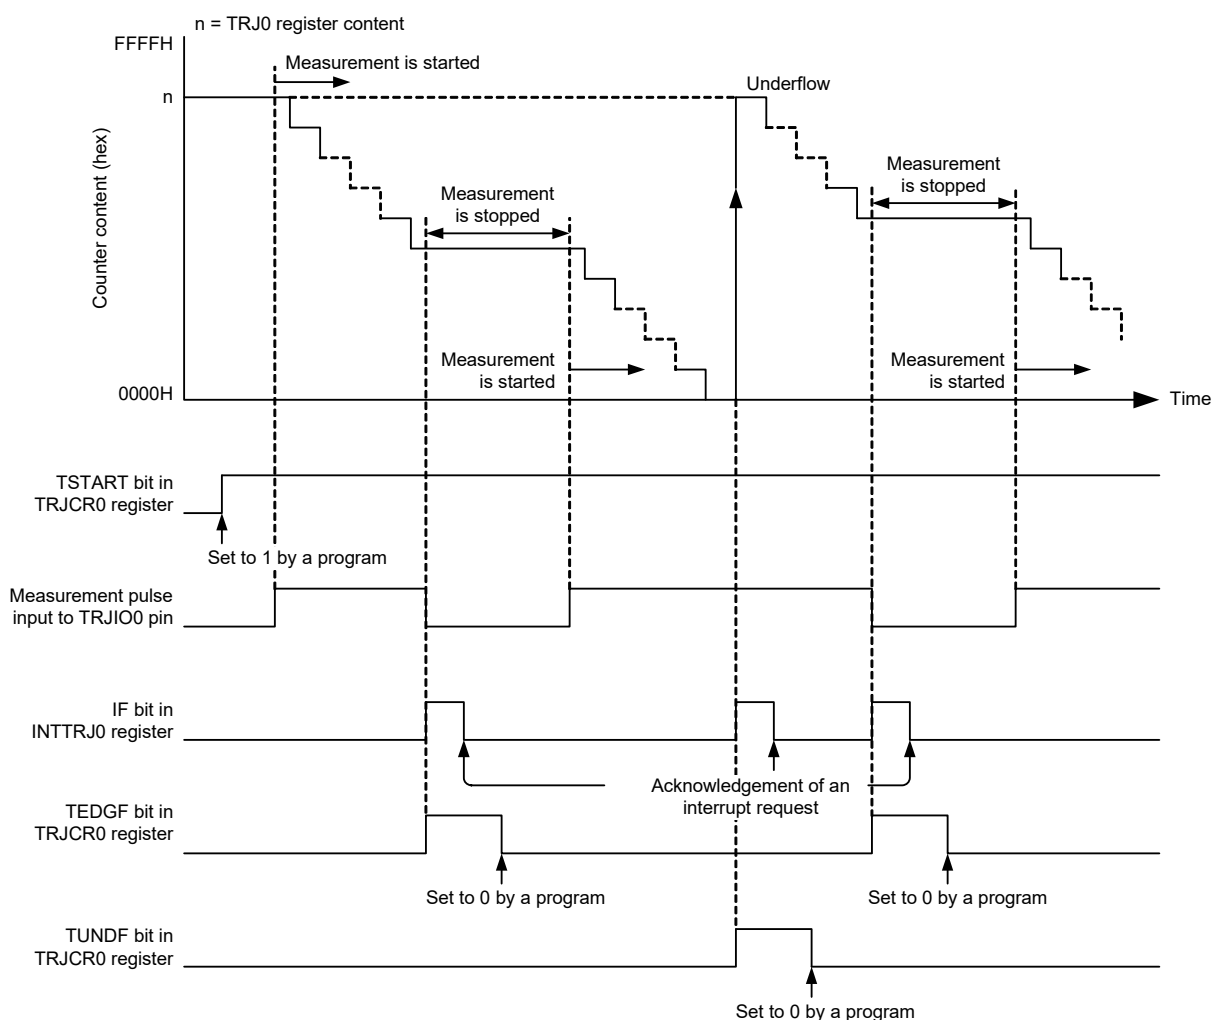 n = TRJ0 register content
FFFFH
Measurement is started
n
Underflow
Counter content (hex)
Measurement
is stopped
Measurement
is stopped
Measurement
is started
Measurement
is started
0000H
Time
TSTART bit in
TRJCR0 register
Set to 1 by a program
Measurement pulse
input to TRJIO0 pin
IF bit in
INTTRJ0 register
Acknowledgement of an
interrupt request
TEDGF bit in
TRJCR0 register
Set to 0 by a program
Set to 0 by a program
TUNDF bit in
TRJCR0 register
Set to 0 by a program